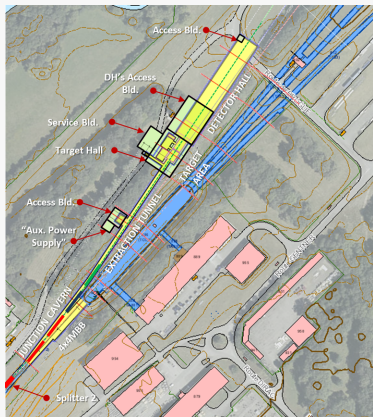 Access Bld.
DH's Access
Bld.
DETECTOR HALL
Service Bld.
Target Hall
TARGET
AREA
Access Bld.
"Aux. Power
Supply"
EXTRACTION TUNNEL
JUNCTION CAVERN
4x4MBB
Splitter 2